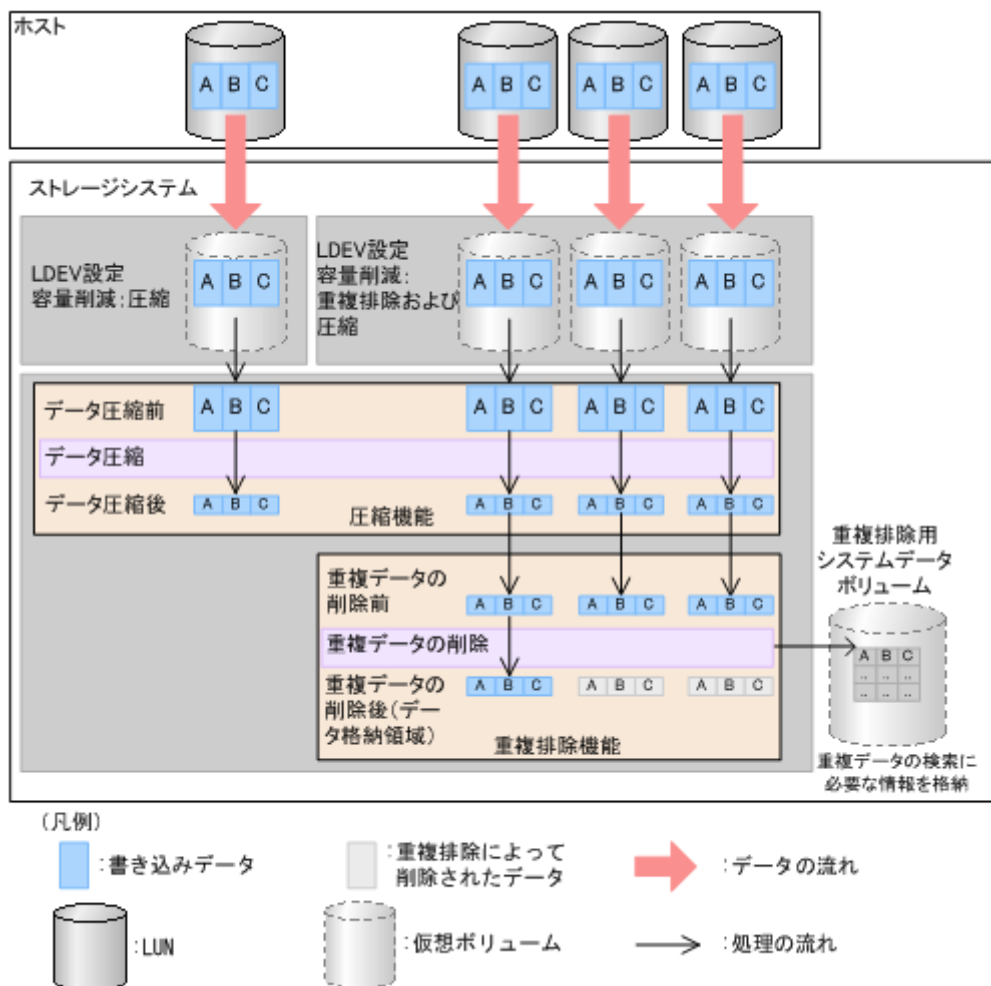 ホスト
A B C
A B C
A B C
A B C
ストレージシステム
LDEV設定
容量削減:圧縮
A B C
LDEV設定
容量削減:
重複排除および
圧縮
A B C
A B C
A B C
データ圧縮前
A B C
A B C
A B C
A B C
データ圧縮
データ圧縮後
A B C
A B C
A B C
A B C
圧縮機能
重複データの
削除前
A B C
A B C
A B C
重複データの削除
重複データの
削除後(デー
タ格納領域)
A B C
A B C
A B C
重複排除機能
重複排除用
システムデータ
ボリューム
A B C
.. .. ..
.. .. ..
重複データの検索に
必要な情報を格納
(凡例)
:書き込みデータ
:重複排除によって
削除されたデータ
:データの流れ
:LUN
:仮想ボリューム
:処理の流れ